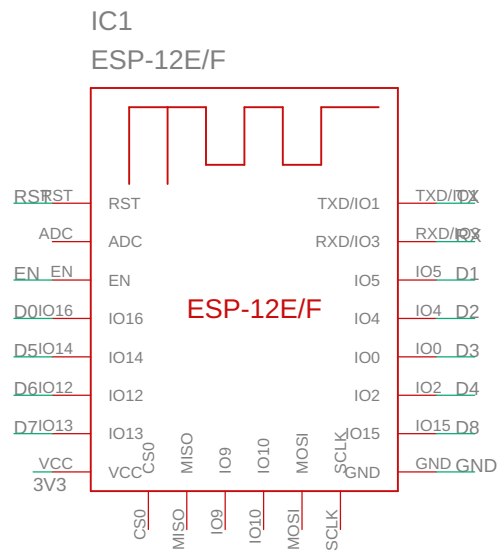 IC1
ESP-12E/F
RST RST RST TXD/IO1 TXD/IO1 TX
ADC ADC RXD/IO3 RXD/IO3 RX
EN EN EN IO5 IO5 D1
D0 IO16 IO16 ESP-12E/F IO4 IO4 D2
D5 IO14 IO14 IO0 IO0 D3
D6 IO12 IO12 IO2 IO2 D4
D7 IO13 IO13 IO15 IO15 D8
VCC VCC GND GND GND
3V3
CS0 MISO IO9 IO10 MOSI SCLK
CS0 MISO IO9 IO10 MOSI SCLK